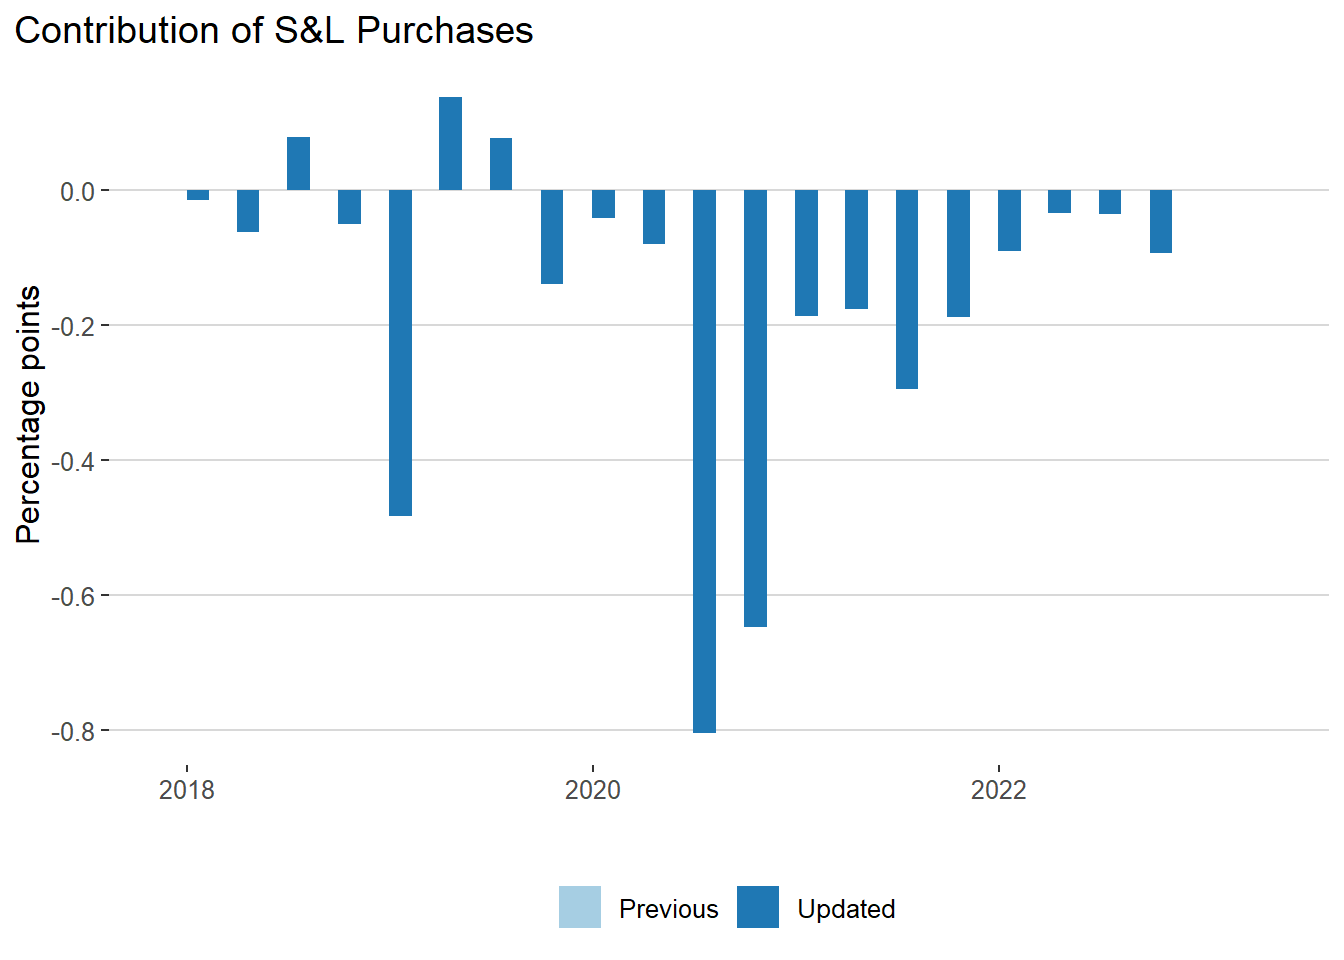 Contribution of S&L Purchases
Percentage points
0.0
-0.2
-0.4
-0.6
-0.8
2018 2020 2022
Previous Updated